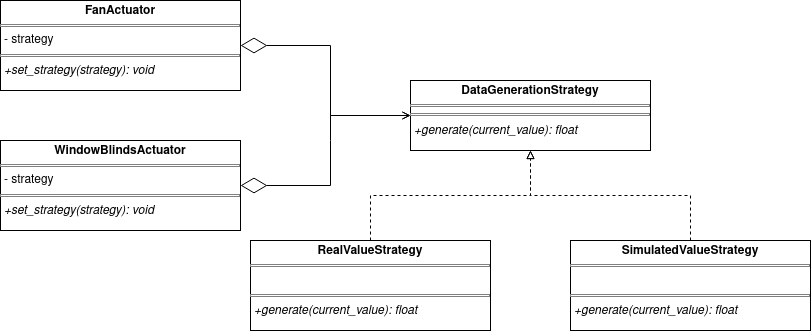 FanActuator
- strategy
+set_strategy(strategy): void
DataGenerationStrategy
+generate(current_value): float
WindowBlindsActuator
- strategy
+set_strategy(strategy): void
RealValueStrategy
+generate(current_value): float
SimulatedValueStrategy
+generate(current_value): float